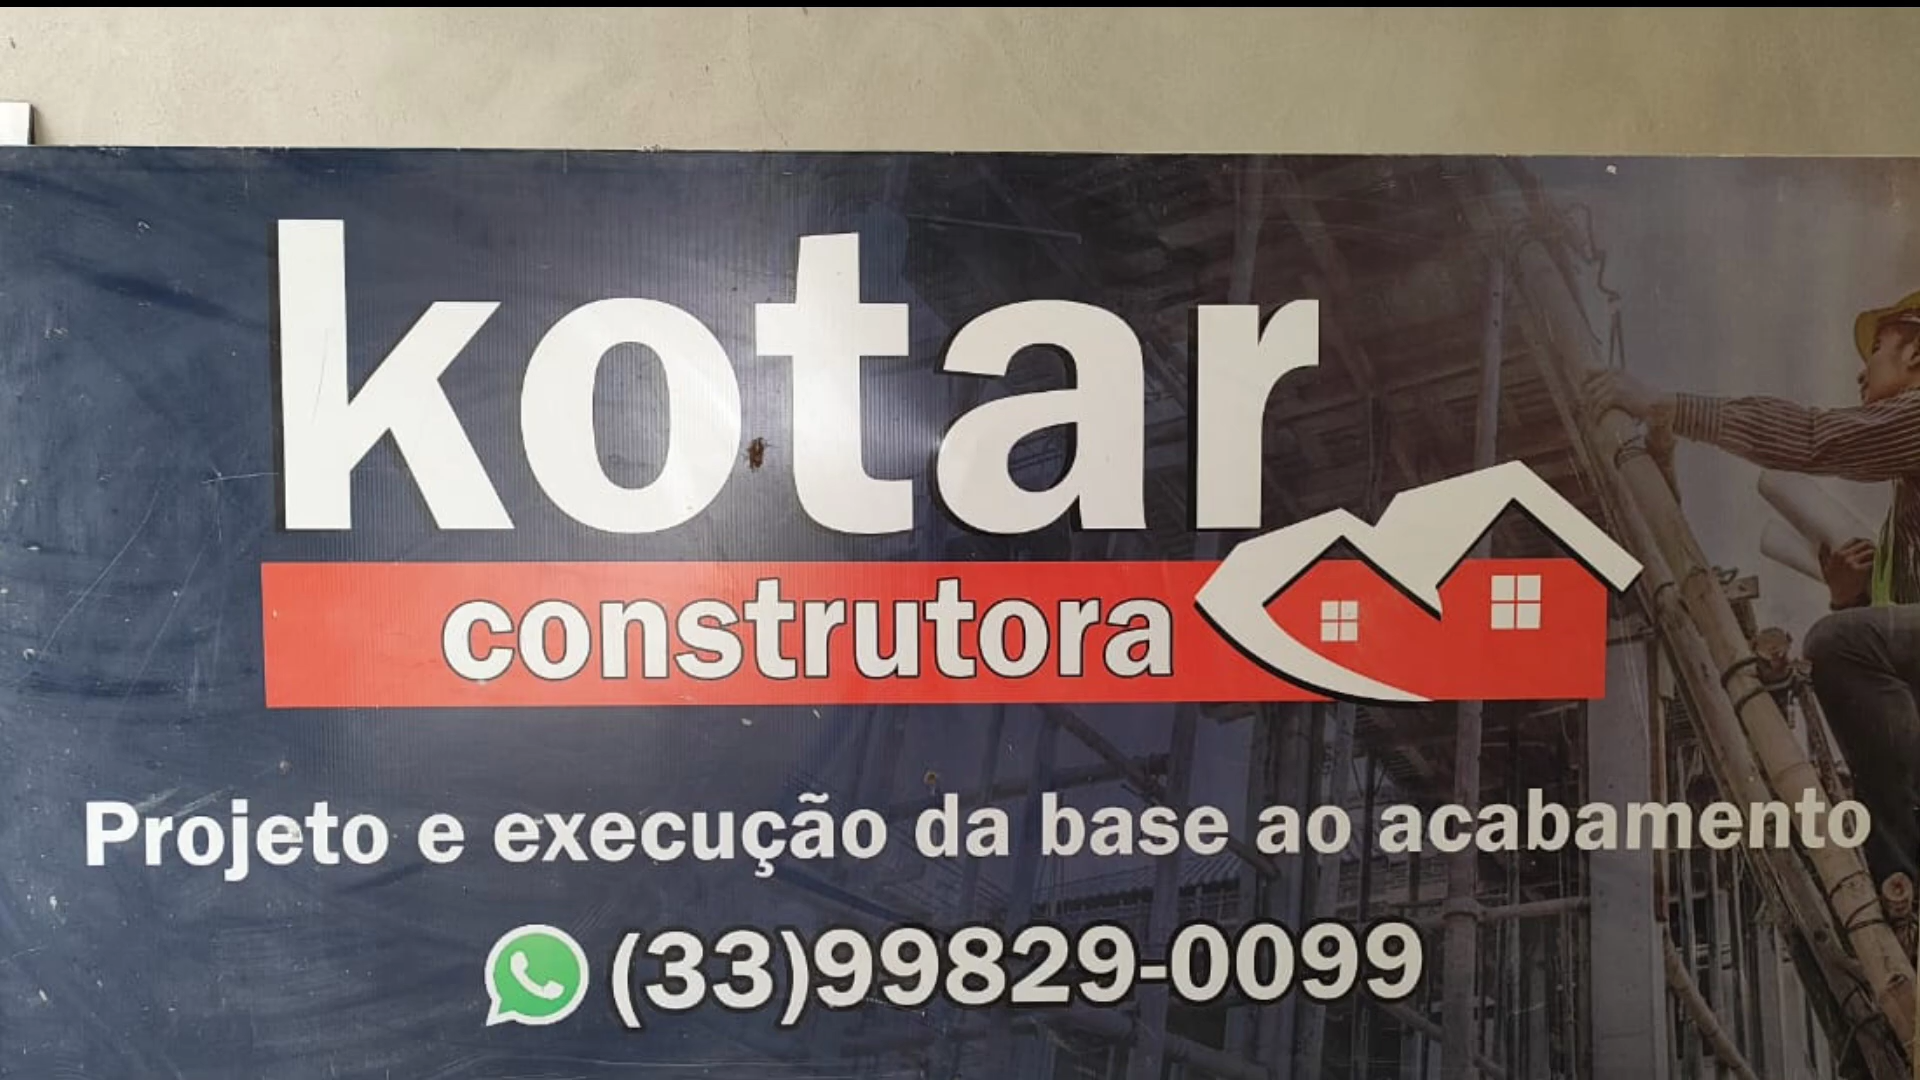 kotar
construtora
Projeto e execução da base ao acabamento
(33)99829-0099